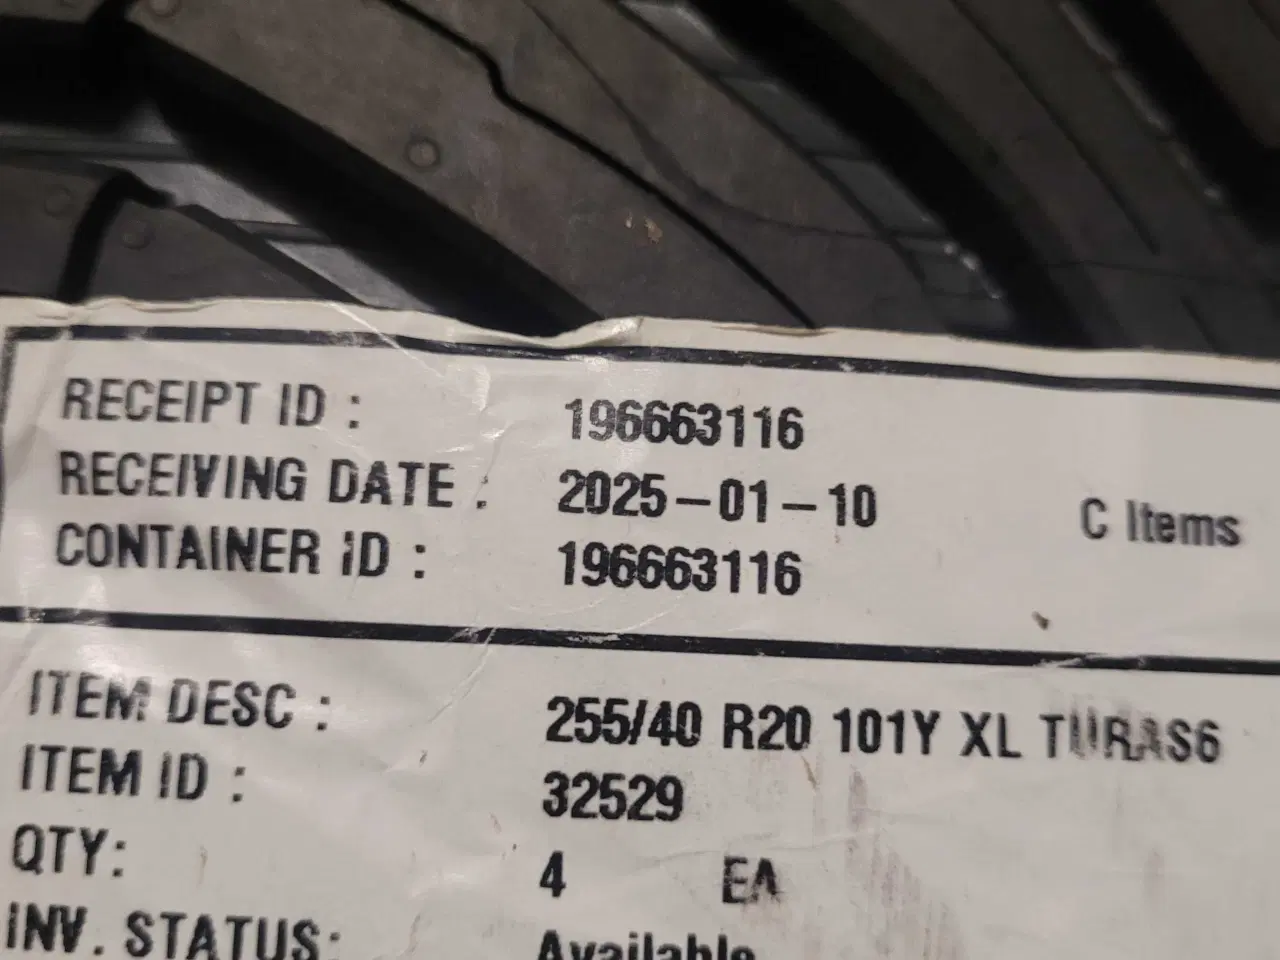 RECEIPT ID : 196663116
RECEIVING DATE : 2025-01-10 C Items
CONTAINER ID : 196663116
ITEM DESC : 255/40 R20 101Y XL TURAS6
ITEM ID : 32529
QTY: 4 EA
INV. STATUS: Available